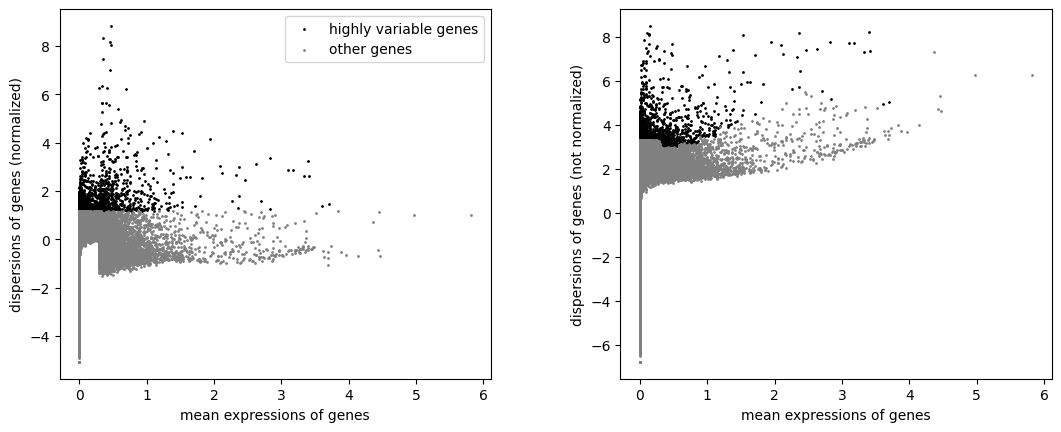 highly variable genes
other genes
dispersions of genes (normalized)
8
6
4
2
0
−2
−4
0 1 2 3 4 5 6
mean expressions of genes
dispersions of genes (not normalized)
8
6
4
2
0
−2
−4
−6
0 1 2 3 4 5 6
mean expressions of genes